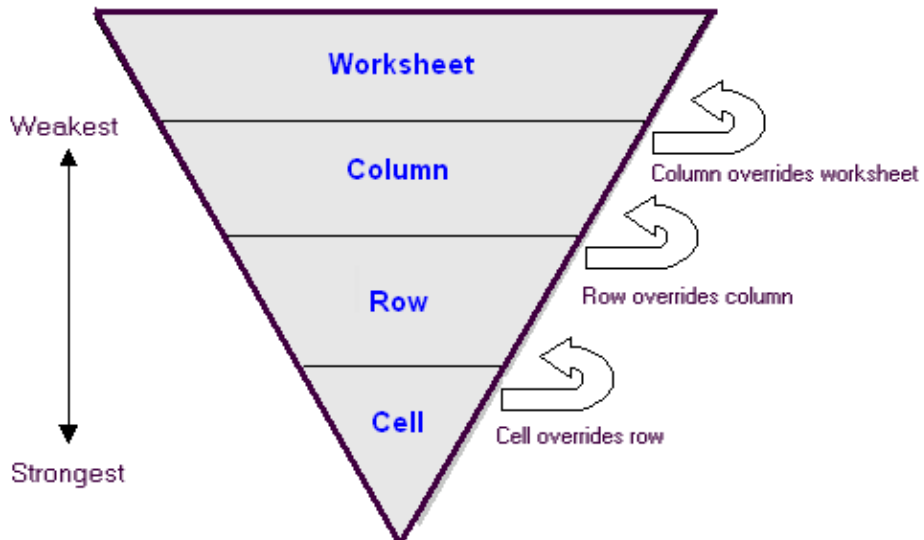 Worksheet
Weakest
Column
Column overrides worksheet
Row
Row overrides column
Cell
Cell overrides row
Strongest